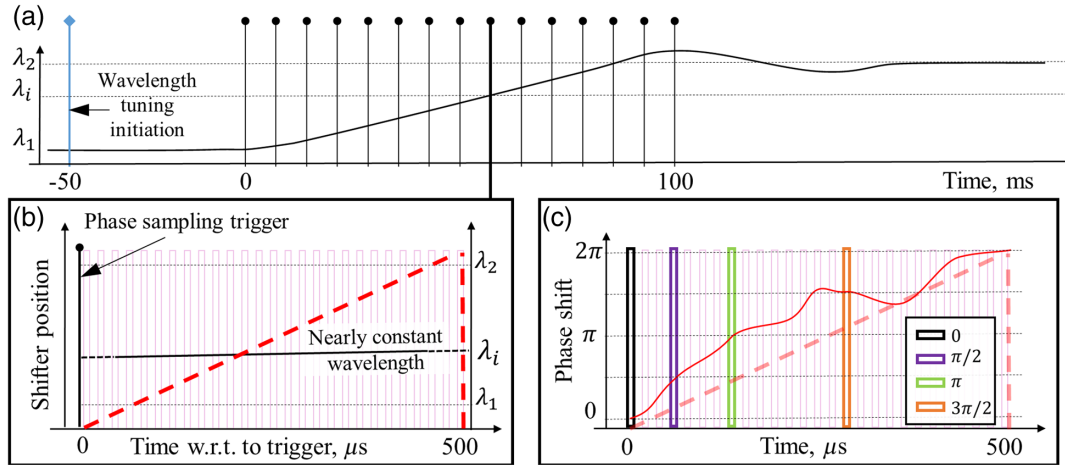 (a)
λ₂
λᵢ
λ₁
Wavelength
tuning
initiation
-50
0
100
Time, ms
(b)
Phase sampling trigger
Shifter position
λ₂
λᵢ
λ₁
Nearly constant
wavelength
0
Time w.r.t. to trigger, μs
500
(c)
Phase shift
2π
π
0
0
π/2
π
3π/2
0
Time, μs
500